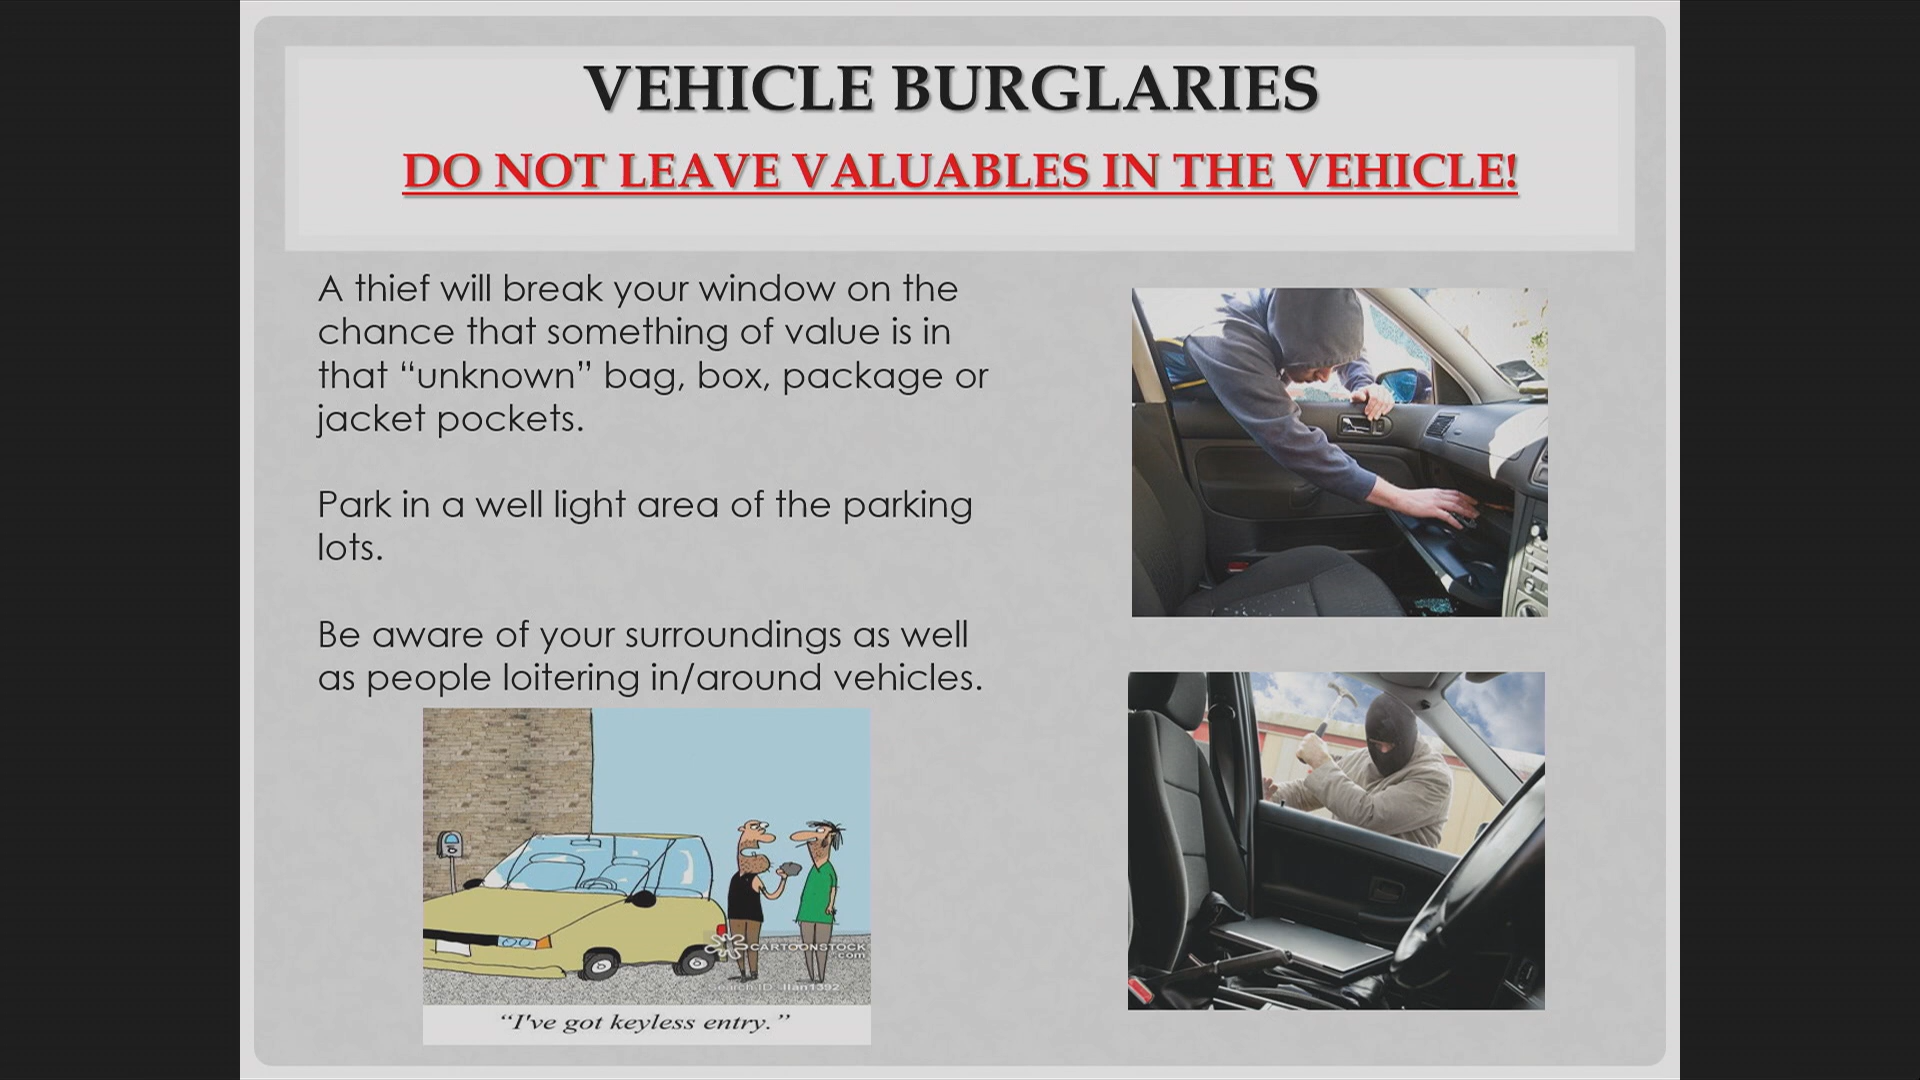 VEHICLE BURGLARIES
DO NOT LEAVE VALUABLES IN THE VEHICLE!
A thief will break your window on the
chance that something of value is in
that “unknown” bag, box, package or
jacket pockets.
Park in a well light area of the parking
lots.
Be aware of your surroundings as well
as people loitering in/around vehicles.
CARTOONSTOCK
.com
Search ID: llan1392
“I've got keyless entry.”